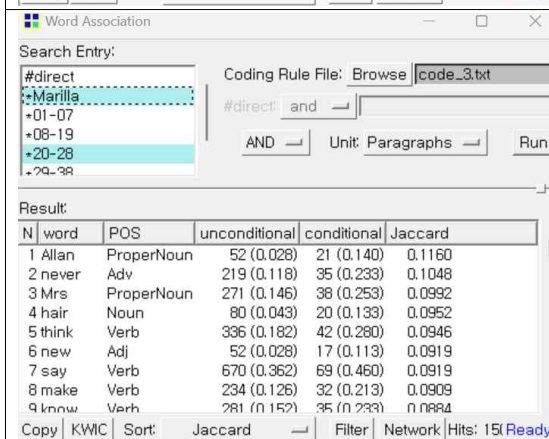 Word Association
Search Entry:
#direct
*Marilla
*01-07
*08-19
*20-28
*29-38
Coding Rule File: Browse code_3.txt
#direct: and
AND Unit: Paragraphs Run
Result:
N word POS unconditional conditional Jaccard
1 Allan ProperNoun 52 (0.028) 21 (0.140) 0.1160
2 never Adv 219 (0.118) 35 (0.233) 0.1048
3 Mrs ProperNoun 271 (0.146) 38 (0.253) 0.0992
4 hair Noun 80 (0.043) 20 (0.133) 0.0952
5 think Verb 336 (0.182) 42 (0.280) 0.0946
6 new Adj 52 (0.028) 17 (0.113) 0.0919
7 say Verb 670 (0.362) 69 (0.460) 0.0919
8 make Verb 234 (0.126) 32 (0.213) 0.0909
9 know Verb 281 (0.152) 35 (0.233) 0.0884
Copy KWIC Sort: Jaccard Filter Network Hits: 15( Ready